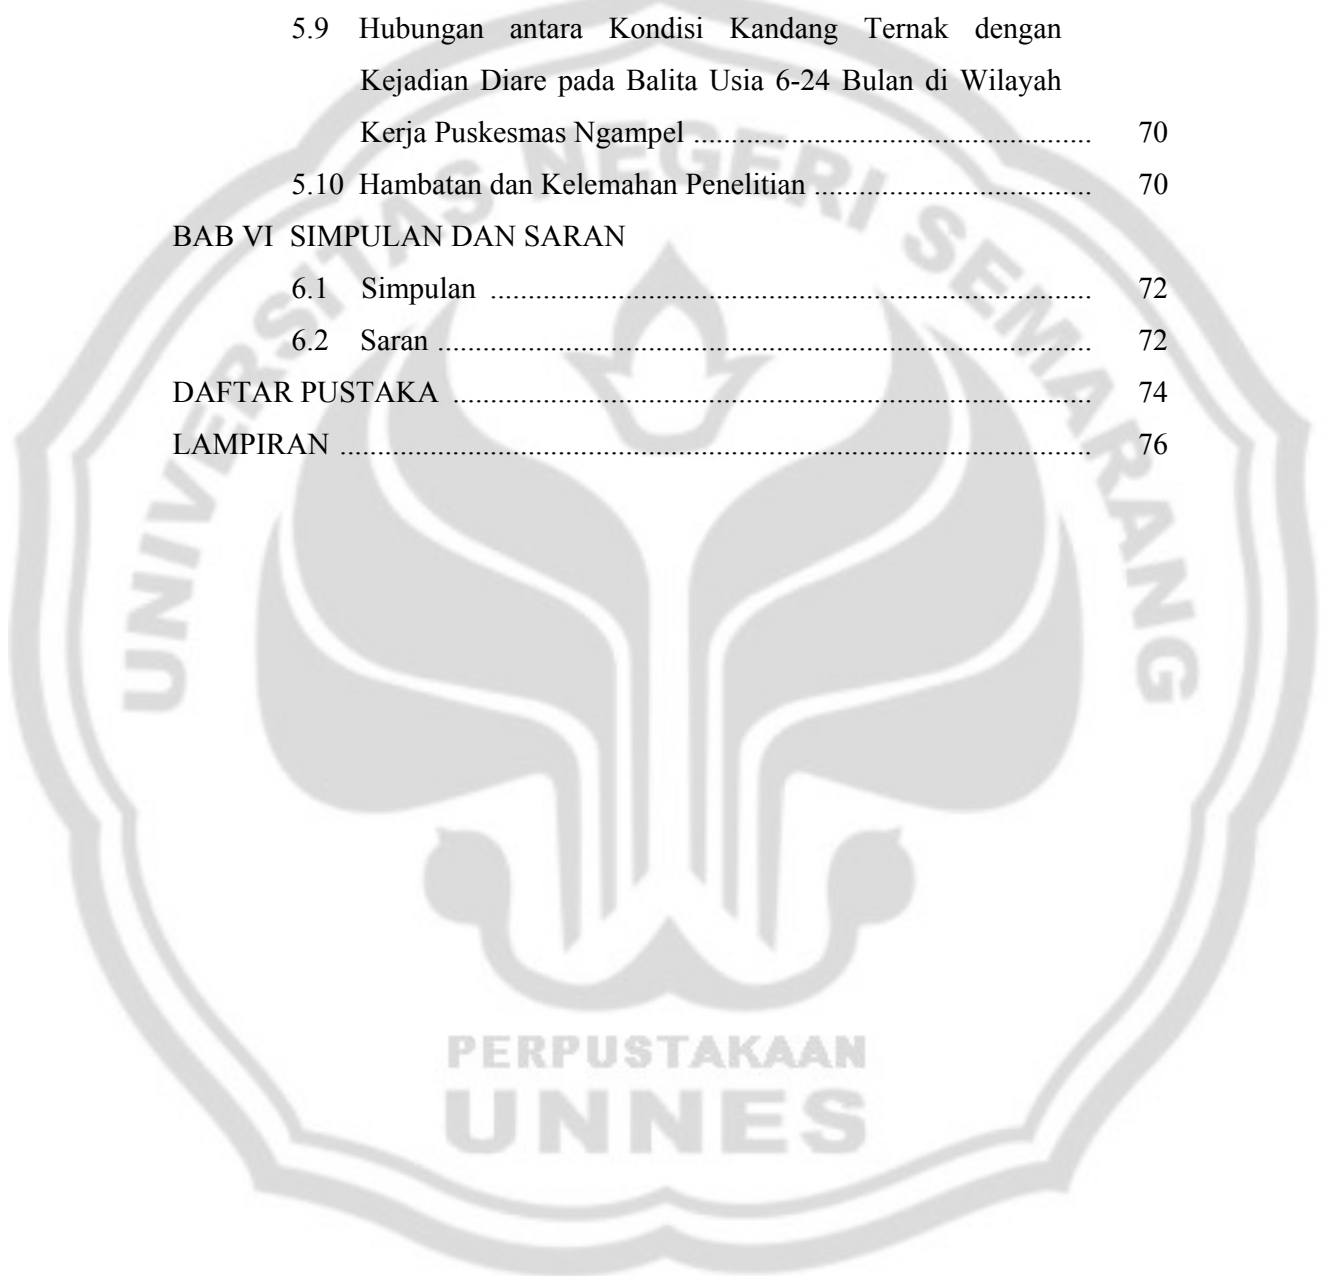 5.9 Hubungan antara Kondisi Kandang Ternak dengan
Kejadian Diare pada Balita Usia 6-24 Bulan di Wilayah
Kerja Puskesmas Ngampel ................................................ 70
5.10 Hambatan dan Kelemahan Penelitian .................................. 70
BAB VI SIMPULAN DAN SARAN
6.1 Simpulan .......................................................................... 72
6.2 Saran ................................................................................ 72
DAFTAR PUSTAKA .............................................................................. 74
LAMPIRAN ............................................................................................. 76
UNIVERSITAS NEGERI SEMARANG
PERPUSTAKAAN
UNNES